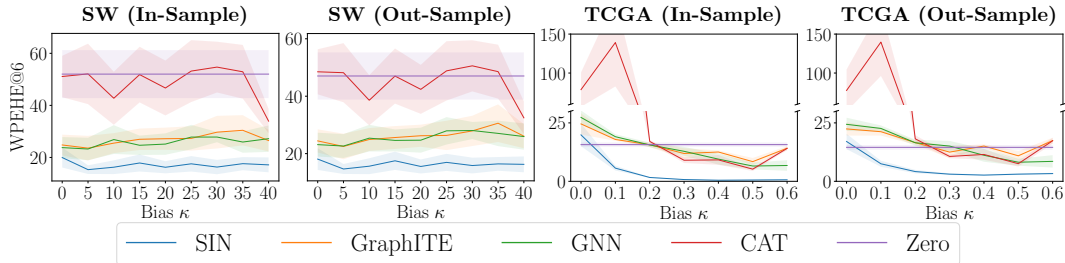 SW (In-Sample)
SW (Out-Sample)
TCGA (In-Sample)
TCGA (Out-Sample)
WPEHE@6
60
40
20
0 5 10 15 20 25 30 35 40
Bias κ
60
40
20
0 5 10 15 20 25 30 35 40
Bias κ
150
100
25
0
0.0 0.1 0.2 0.3 0.4 0.5 0.6
Bias κ
150
100
25
0
0.0 0.1 0.2 0.3 0.4 0.5 0.6
Bias κ
SIN GraphITE GNN CAT Zero